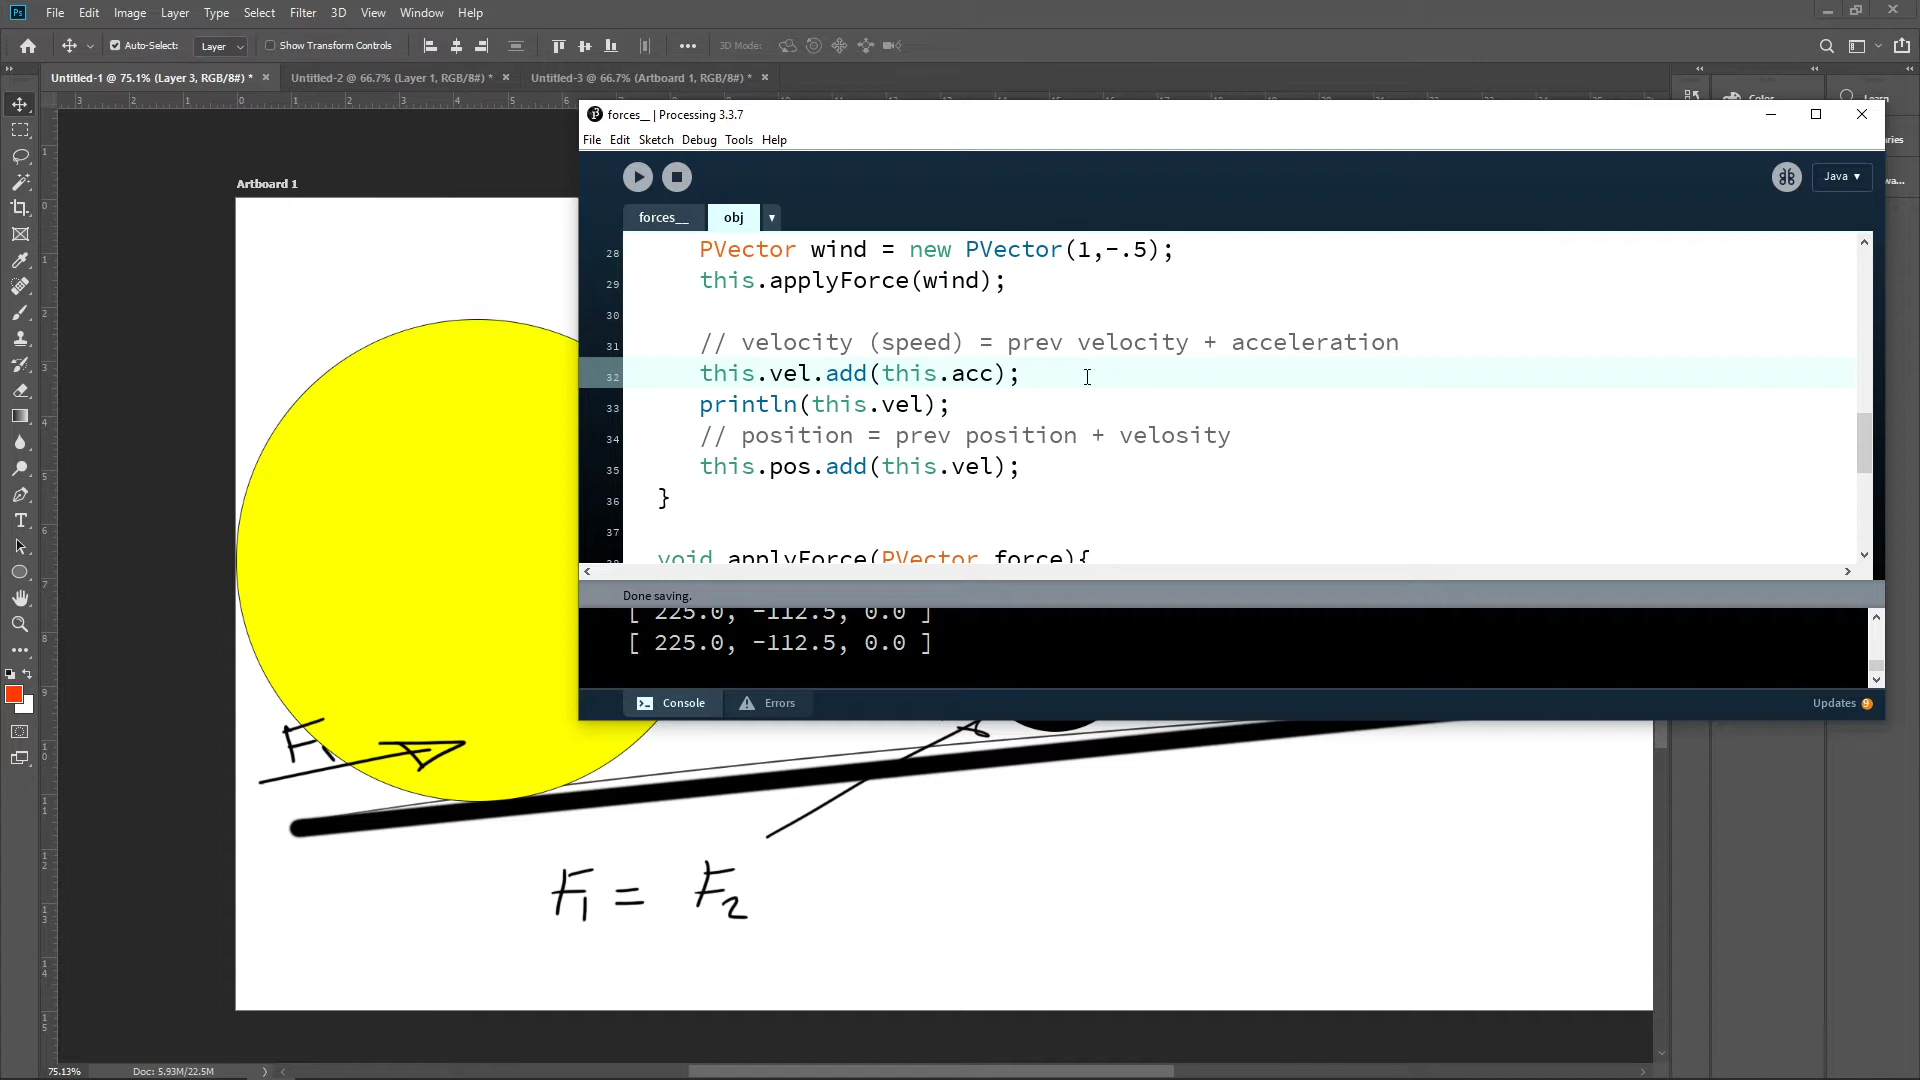 Ps File Edit Image Layer Type Select Filter 3D View Window Help
Auto-Select: Layer Show Transform Controls 3D Mode:
Untitled-1 @ 75.1% (Layer 3, RGB/8#) * Untitled-2 @ 66.7% (Layer 1, RGB/8#) * Untitled-3 @ 66.7% (Artboard 1, RGB/8#) *
Color Learn
forces__ | Processing 3.3.7
File Edit Sketch Debug Tools Help
Java
Artboard 1
forces__ obj
28 PVector wind = new PVector(1,-.5);
29 this.applyForce(wind);
30
31 // velocity (speed) = prev velocity + acceleration
32 this.vel.add(this.acc);
33 println(this.vel);
34 // position = prev position + velosity
35 this.pos.add(this.vel);
36 }
37
void applyForce(PVector force){
Done saving.
[ 225.0, -112.5, 0.0 ]
[ 225.0, -112.5, 0.0 ]
Console Errors Updates 9
F1
F1 = F2
75.13% Doc: 5.93M/22.5M